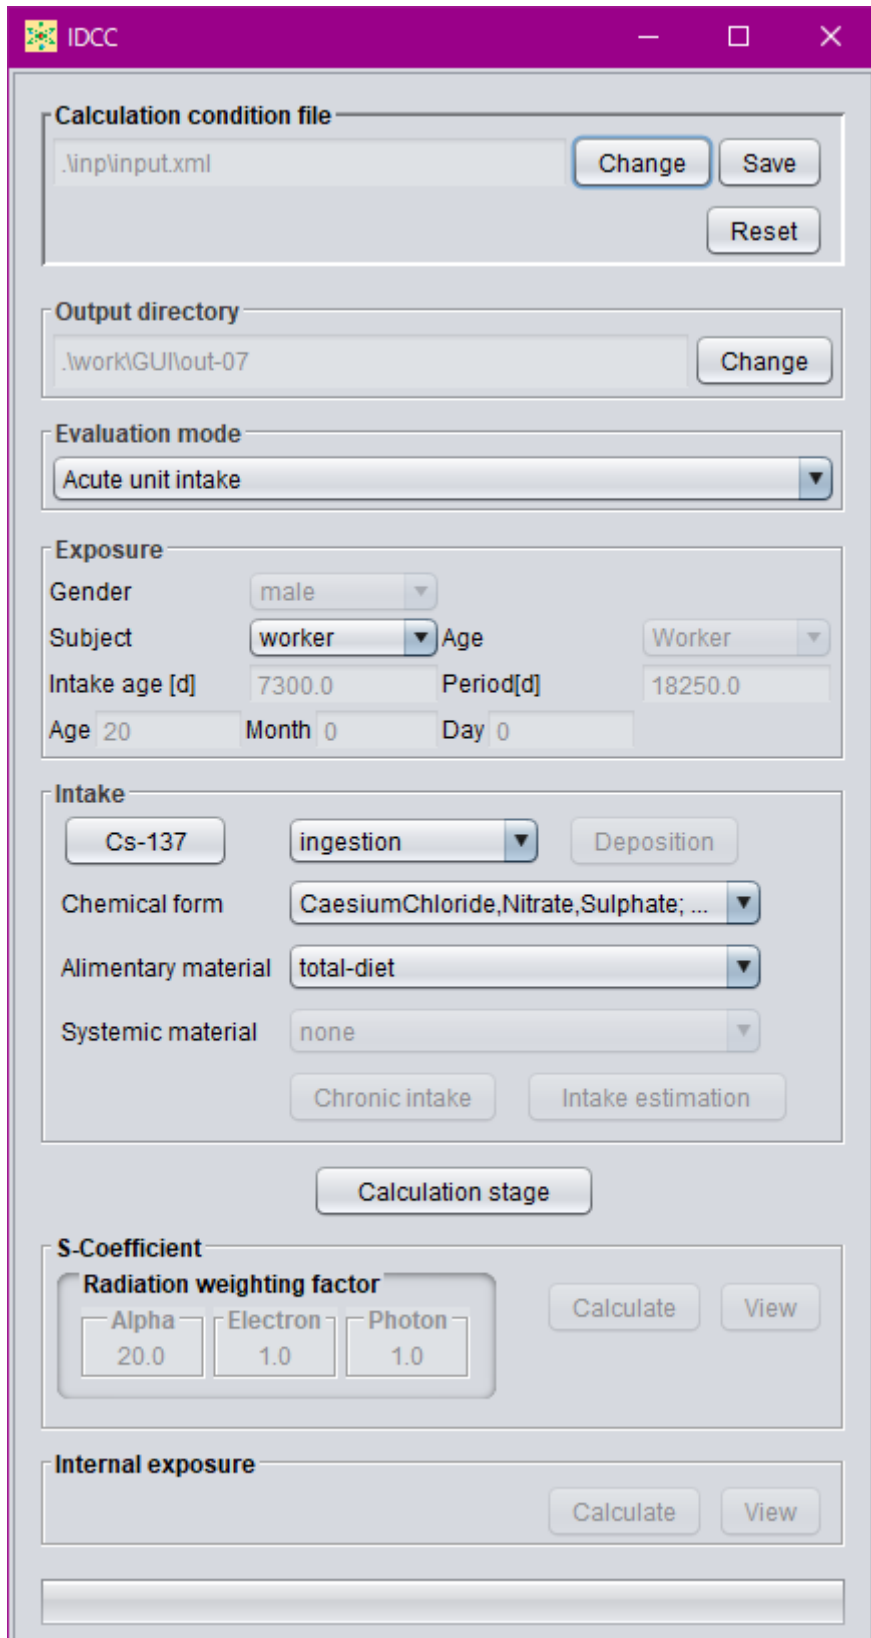 IDCC
Calculation condition file
.\inp\input.xml Change Save
Reset
Output directory
.\work\GUI\out-07 Change
Evaluation mode
Acute unit intake
Exposure
Gender male
Subject worker Age Worker
Intake age [d] 7300.0 Period[d] 18250.0
Age 20 Month 0 Day 0
Intake
Cs-137 ingestion Deposition
Chemical form CaesiumChloride,Nitrate,Sulphate; ...
Alimentary material total-diet
Systemic material none
Chronic intake Intake estimation
Calculation stage
S-Coefficient
Radiation weighting factor
Alpha Electron Photon Calculate View
20.0 1.0 1.0
Internal exposure
Calculate View